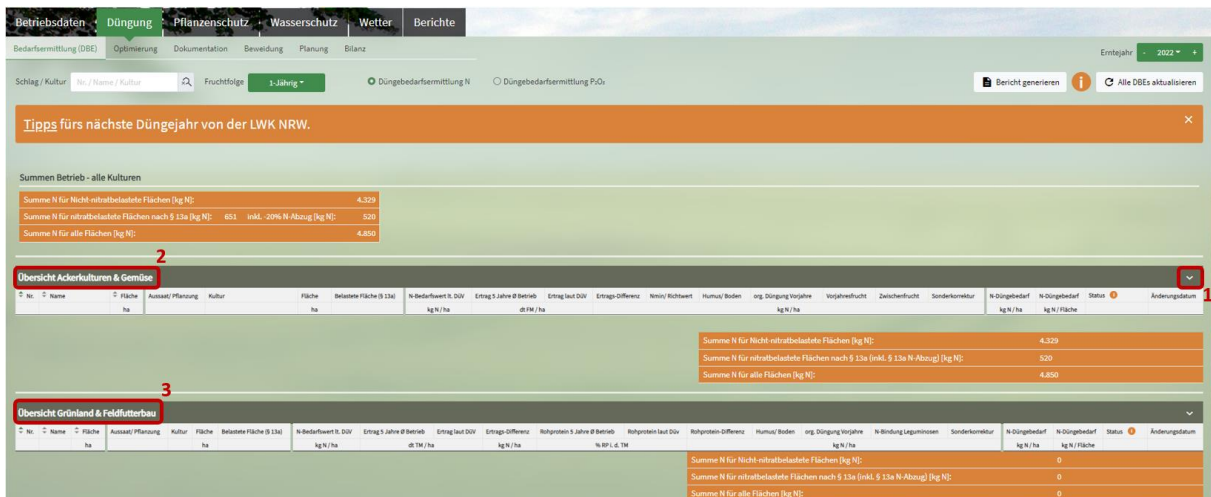 Betriebsdaten Düngung Pflanzenschutz Wasserschutz Wetter Berichte
Bedarfsermittlung (DBE) Optimierung Dokumentation Beweidung Planung Bilanz
Erntejahr - 2022 +
Schlag / Kultur Nr. / Name / Kultur Fruchtfolge 1-Jährig Düngebedarfsermittlung N Düngebedarfsermittlung P₂O₅ Bericht generieren i Alle DBEs aktualisieren
Tipps fürs nächste Düngejahr von der LWK NRW. ×
Summen Betrieb - alle Kulturen
Summe N für Nicht-nitratbelastete Flächen [kg N]: 4.329
Summe N für nitratbelastete Flächen nach § 13a [kg N]: 651 inkl. -20% N-Abzug [kg N]: 520
Summe N für alle Flächen [kg N]: 4.850
2
Übersicht Ackerkulturen & Gemüse
1
Nr. Name Fläche Aussaat/ Pflanzung Kultur Fläche Belastete Fläche (§ 13a) N-Bedarfswert lt. DüV Ertrag 5 Jahre Ø Betrieb Ertrag laut DüV Ertrags-Differenz Nmin/ Richtwert Humus/ Boden org. Düngung Vorjahre Vorjahresfrucht Zwischenfrucht Sonderkorrektur N-Düngebedarf N-Düngebedarf Status Änderungsdatum
ha ha kg N / ha dt FM / ha kg N / ha kg N / ha kg N / Fläche
Summe N für Nicht-nitratbelastete Flächen [kg N]: 4.329
Summe N für nitratbelastete Flächen nach § 13a (inkl. § 13a N-Abzug) [kg N]: 520
Summe N für alle Flächen [kg N]: 4.850
3
Übersicht Grünland & Feldfutterbau
Nr. Name Fläche Aussaat/ Pflanzung Kultur Fläche Belastete Fläche (§ 13a) N-Bedarfswert lt. DüV Ertrag 5 Jahre Ø Betrieb Ertrag laut DüV Ertrags-Differenz Rohprotein 5 Jahre Ø Betrieb Rohprotein laut Düv Rohprotein-Differenz Humus/ Boden org. Düngung Vorjahre N-Bindung Leguminosen Sonderkorrektur N-Düngebedarf N-Düngebedarf Status Änderungsdatum
ha ha kg N / ha dt TM / ha kg N / ha % RP i. d. TM kg N / ha kg N / ha kg N / Fläche
Summe N für Nicht-nitratbelastete Flächen [kg N]: 0
Summe N für nitratbelastete Flächen nach § 13a (inkl. § 13a N-Abzug) [kg N]: 0
Summe N für alle Flächen [kg N]: 0